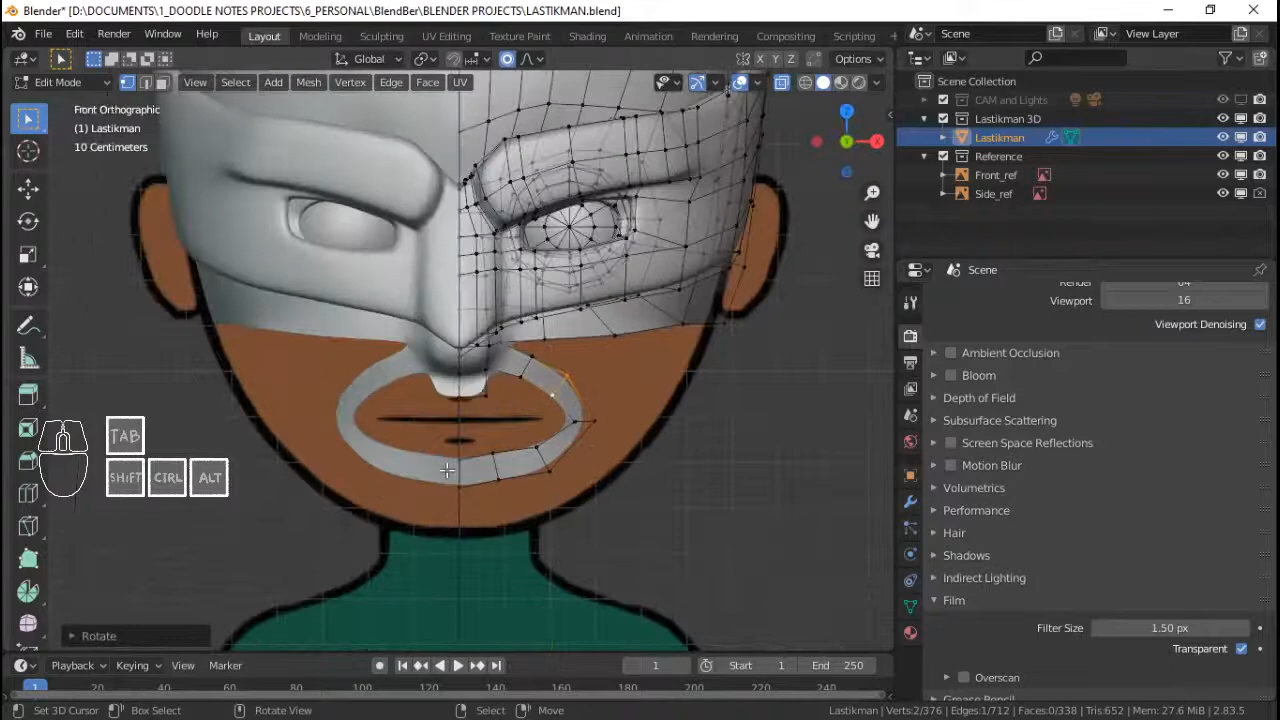 Blender* [D:\DOCUMENTS\1_DOODLE NOTES PROJECTS\6_PERSONAL\BlendBer\BLENDER PROJECTS\LASTIKMAN.blend]
File Edit Render Window Help Layout Modeling Sculpting UV Editing Texture Paint Shading Animation Rendering Compositing Scripting + Scene View Layer
Global X Y Z Options
Edit Mode View Select Add Mesh Vertex Edge Face UV
Scene Collection
CAM and Lights
Lastikman 3D
Lastikman
Reference
Front_ref
Side_ref
Front Orthographic
(1) Lastikman
10 Centimeters
X
Z
Scene
Render 64
Viewport 16
Viewport Denoising
Ambient Occlusion
Bloom
Depth of Field
Subsurface Scattering
Screen Space Reflections
Motion Blur
Volumetrics
Performance
Hair
Shadows
Indirect Lighting
Film
Filter Size 1.50 px
Transparent
Overscan
Grease Pencil
TAB
SHIFT CTRL ALT
Rotate
Playback Keying View Marker 1 Start 1 End 250
1 20 40 60 80 100 120 140 160 180 200 220 240
Set 3D Cursor Box Select Rotate View Select Move Lastikman | Verts:2/376 | Edges:1/712 | Faces:0/338 | Tris:652 | Mem: 27.6 MiB | 2.83.5